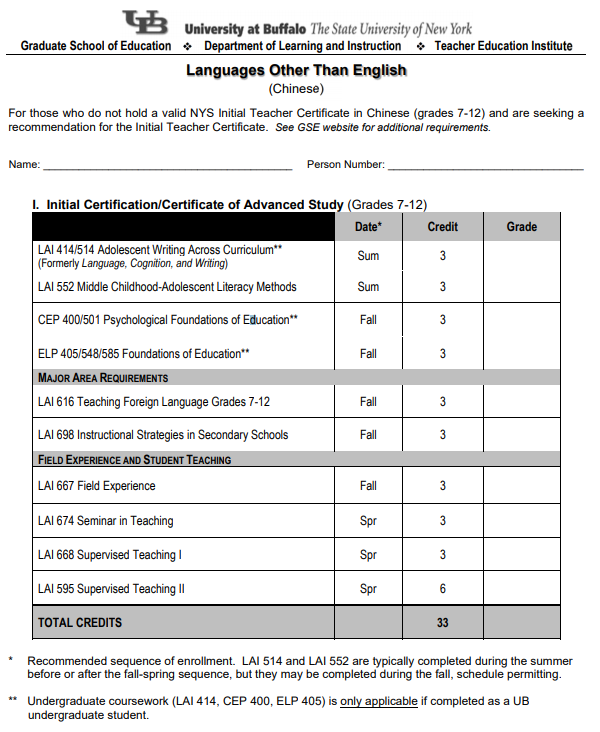 UB University at Buffalo The State University of New York
Graduate School of Education ❖ Department of Learning and Instruction ❖ Teacher Education Institute
Languages Other Than English
(Chinese)
For those who do not hold a valid NYS Initial Teacher Certificate in Chinese (grades 7-12) and are seeking a
recommendation for the Initial Teacher Certificate. See GSE website for additional requirements.
Name: ________________________________________ Person Number: ________________________________
I. Initial Certification/Certificate of Advanced Study (Grades 7-12)
Date* Credit Grade
LAI 414/514 Adolescent Writing Across Curriculum** Sum 3
(Formerly Language, Cognition, and Writing)
LAI 552 Middle Childhood-Adolescent Literacy Methods Sum 3
CEP 400/501 Psychological Foundations of Education** Fall 3
ELP 405/548/585 Foundations of Education** Fall 3
MAJOR AREA REQUIREMENTS
LAI 616 Teaching Foreign Language Grades 7-12 Fall 3
LAI 698 Instructional Strategies in Secondary Schools Fall 3
FIELD EXPERIENCE AND STUDENT TEACHING
LAI 667 Field Experience Fall 3
LAI 674 Seminar in Teaching Spr 3
LAI 668 Supervised Teaching I Spr 3
LAI 595 Supervised Teaching II Spr 6
TOTAL CREDITS 33
* Recommended sequence of enrollment. LAI 514 and LAI 552 are typically completed during the summer
before or after the fall-spring sequence, but they may be completed during the fall, schedule permitting.
** Undergraduate coursework (LAI 414, CEP 400, ELP 405) is only applicable if completed as a UB
undergraduate student.